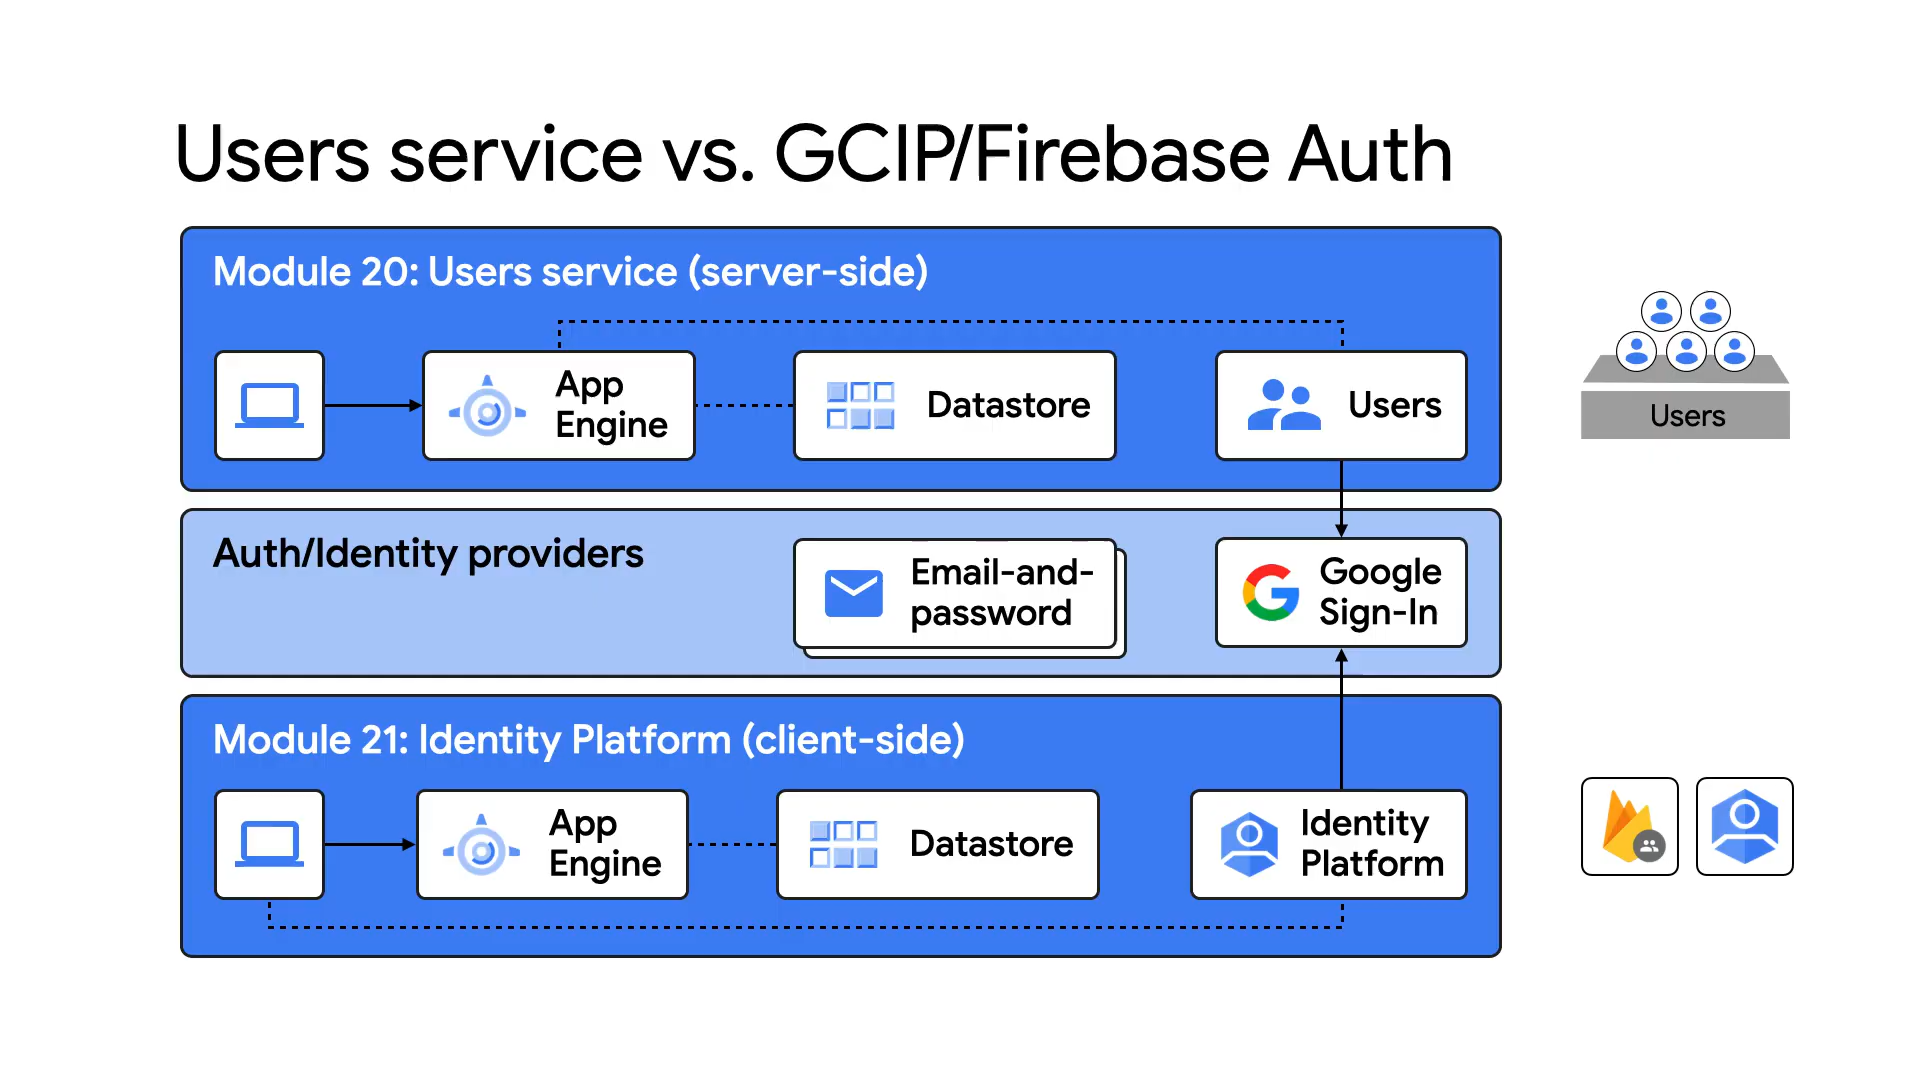 Users service vs. GCIP/Firebase Auth
Module 20: Users service (server-side)
App
Engine
Datastore
Users
Users
Auth/Identity providers
Email-and-
password
Google
Sign-In
Module 21: Identity Platform (client-side)
App
Engine
Datastore
Identity
Platform